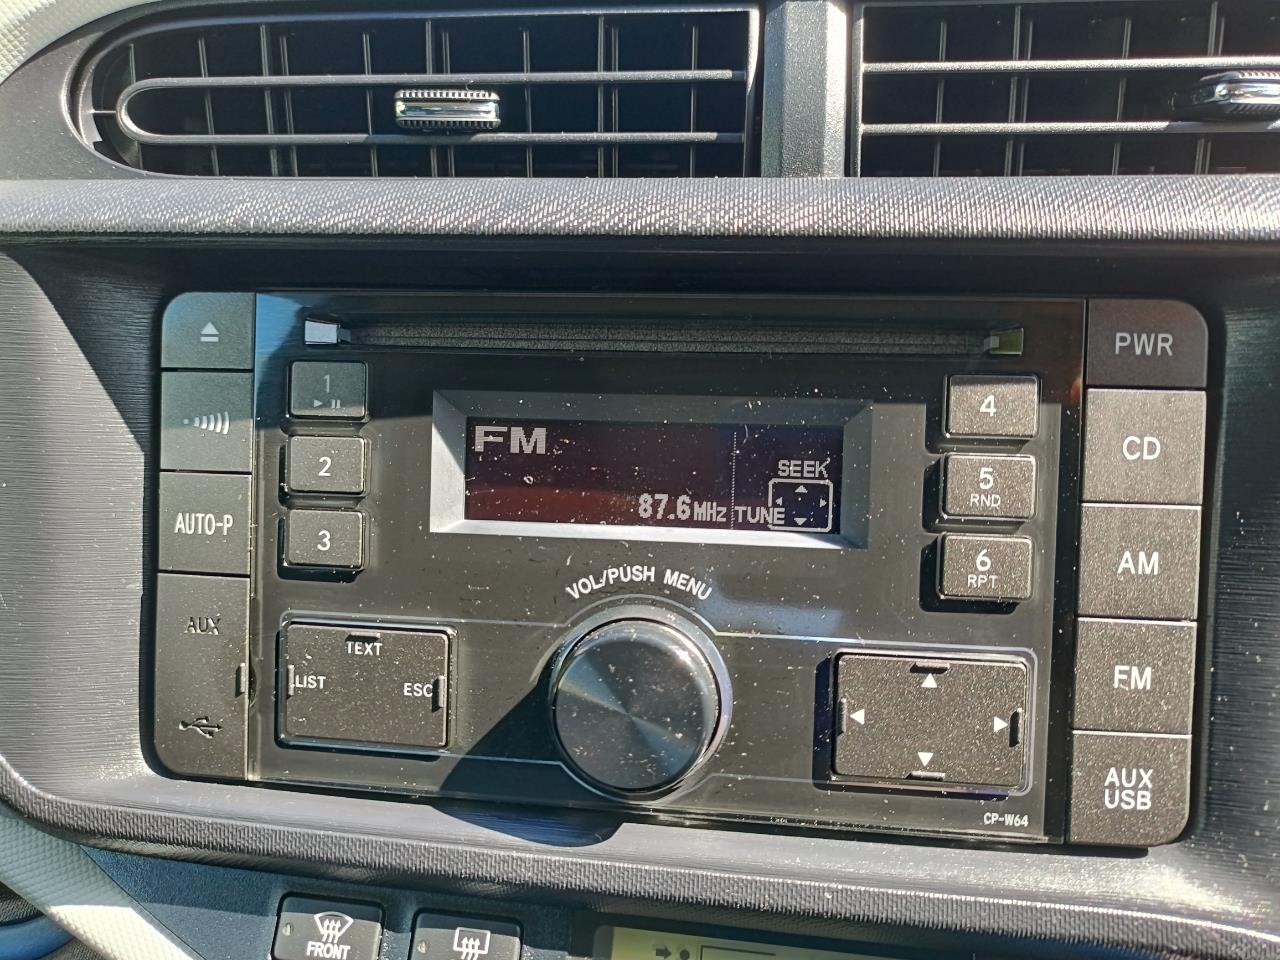 PWR
1
4
CD
FM
2
SEEK
5
RND
AUTO-P
87.6MHz TUNE
3
6
RPT
AM
VOL/PUSH MENU
AUX
TEXT
LIST
ESC
FM
AUX
USB
CP-W64
FRONT